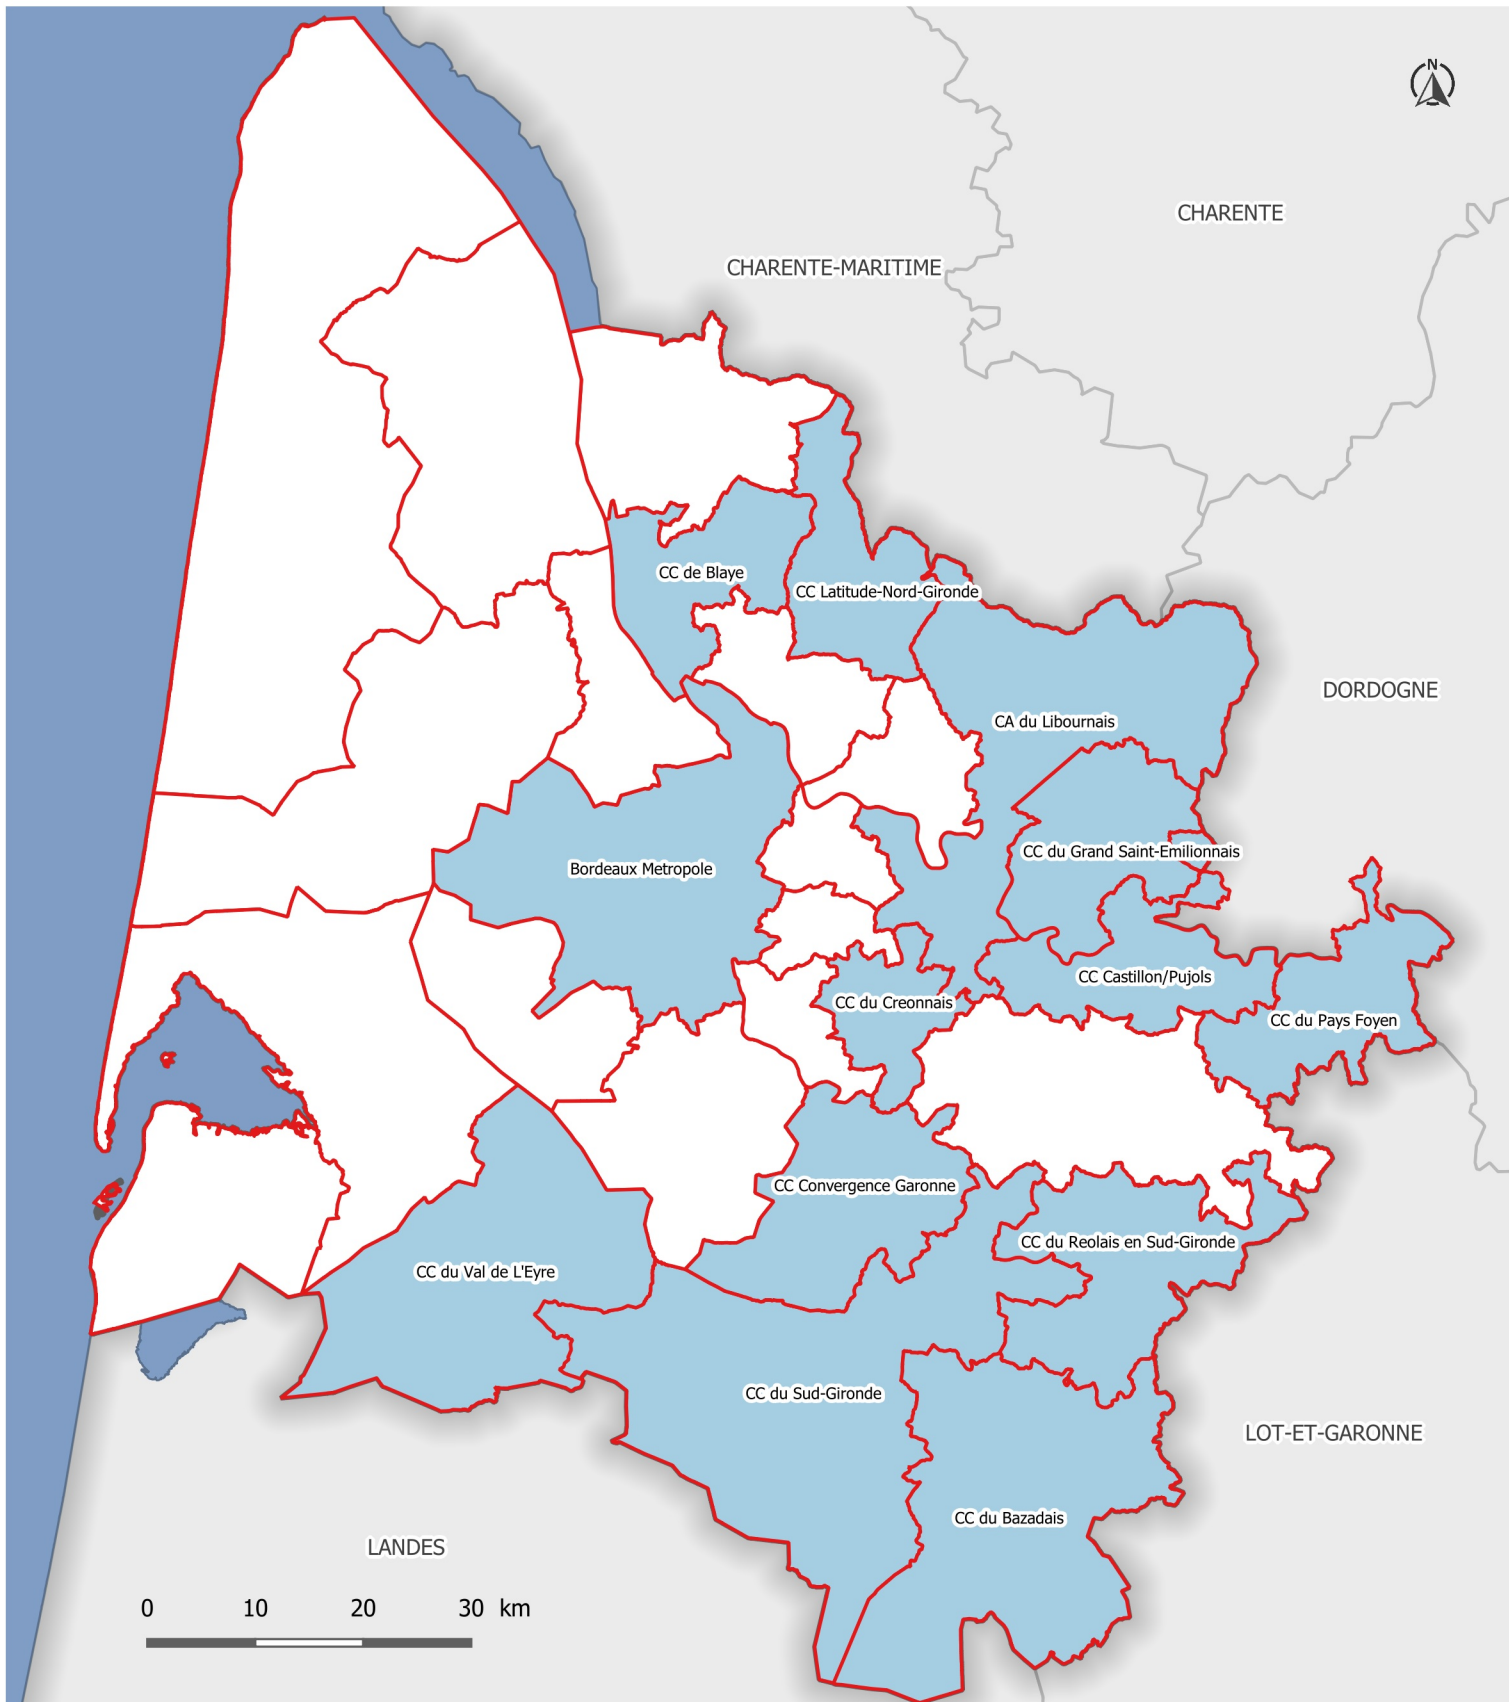 N
CHARENTE
CHARENTE-MARITIME
CC de Blaye
CC Latitude-Nord-Gironde
DORDOGNE
CA du Libournais
CC du Grand Saint-Emilionnais
Bordeaux Metropole
CC Castillon/Pujols
CC du Creonnais
CC du Pays Foyen
CC Convergence Garonne
CC du Reolais en Sud-Gironde
CC du Val de L'Eyre
CC du Sud-Gironde
LOT-ET-GARONNE
CC du Bazadais
LANDES
0 10 20 30 km